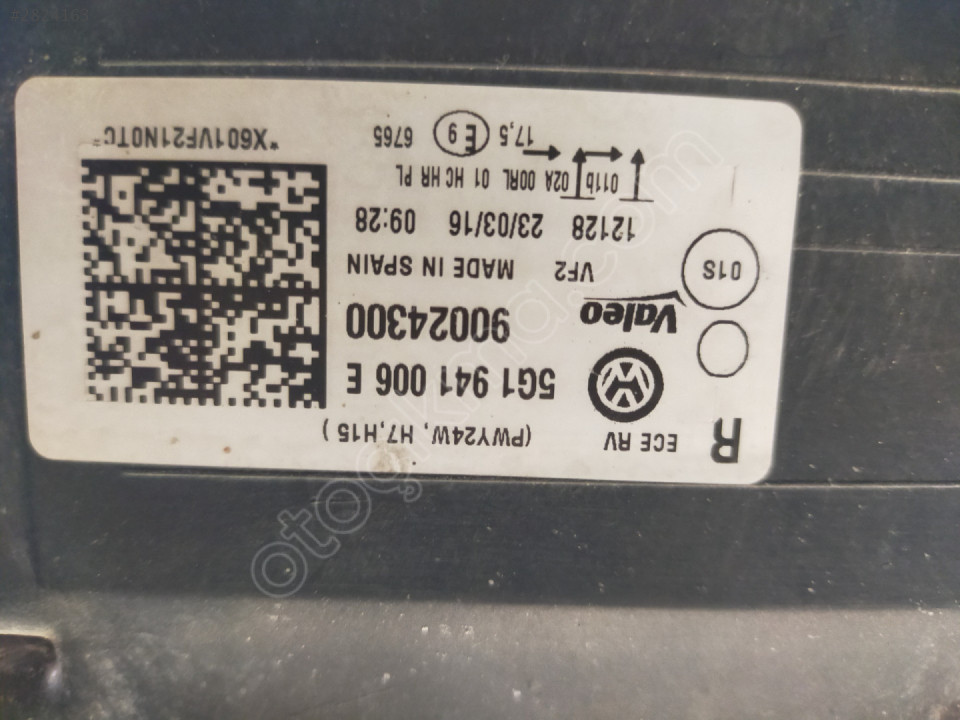 R
ECE RV (PWY24W, H7,H15)
5G1 941 006 E
Valeo 90024300
01S
VF2 MADE IN SPAIN
12128 23/03/16 09:28
011b 02A 00RL 01 HC HR PL
17,5 E9 6765
*X601VF21N0TC*
otoçıkma.com